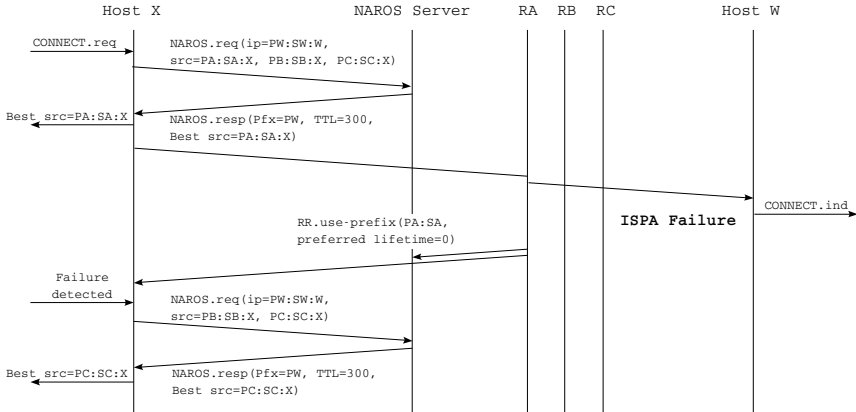 Host X NAROS Server RA RB RC Host W
CONNECT.req
NAROS.req(ip=PW:SW:W,
src=PA:SA:X, PB:SB:X, PC:SC:X)
Best src=PA:SA:X
NAROS.resp(Pfx=PW, TTL=300,
Best src=PA:SA:X)
CONNECT.ind
ISPA Failure
RR.use-prefix(PA:SA,
preferred lifetime=0)
Failure
detected
NAROS.req(ip=PW:SW:W,
src=PB:SB:X, PC:SC:X)
Best src=PC:SC:X
NAROS.resp(Pfx=PW, TTL=300,
Best src=PC:SC:X)